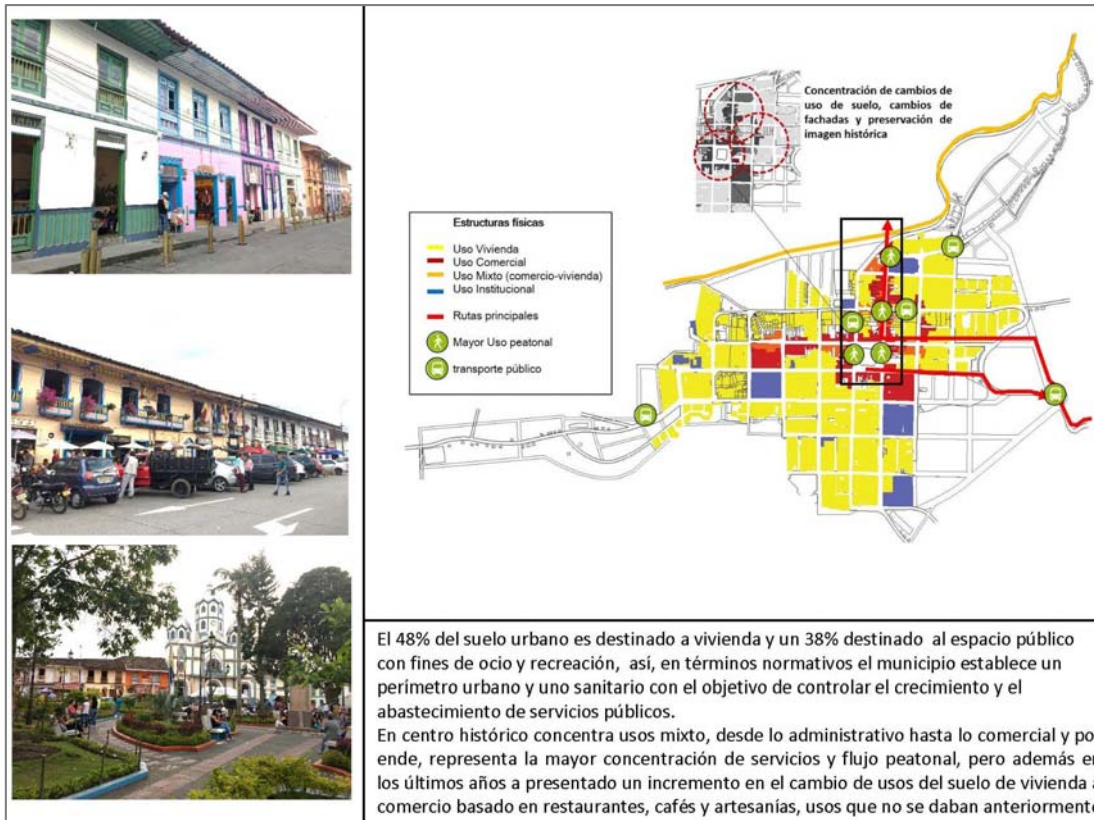 Concentración de cambios de
uso de suelo, cambios de
fachadas y preservación de
imagen histórica
Estructuras físicas
Uso Vivienda
Uso Comercial
Uso Mixto (comercio-vivienda)
Uso Institucional
Rutas principales
Mayor Uso peatonal
transporte público
El 48% del suelo urbano es destinado a vivienda y un 38% destinado al espacio público
con fines de ocio y recreación, así, en términos normativos el municipio establece un
perímetro urbano y uno sanitario con el objetivo de controlar el crecimiento y el
abastecimiento de servicios públicos.
En centro histórico concentra usos mixto, desde lo administrativo hasta lo comercial y po
ende, representa la mayor concentración de servicios y flujo peatonal, pero además en
los últimos años a presentado un incremento en el cambio de usos del suelo de vivienda a
comercio basado en restaurantes, cafés y artesanías, usos que no se daban anteriormente